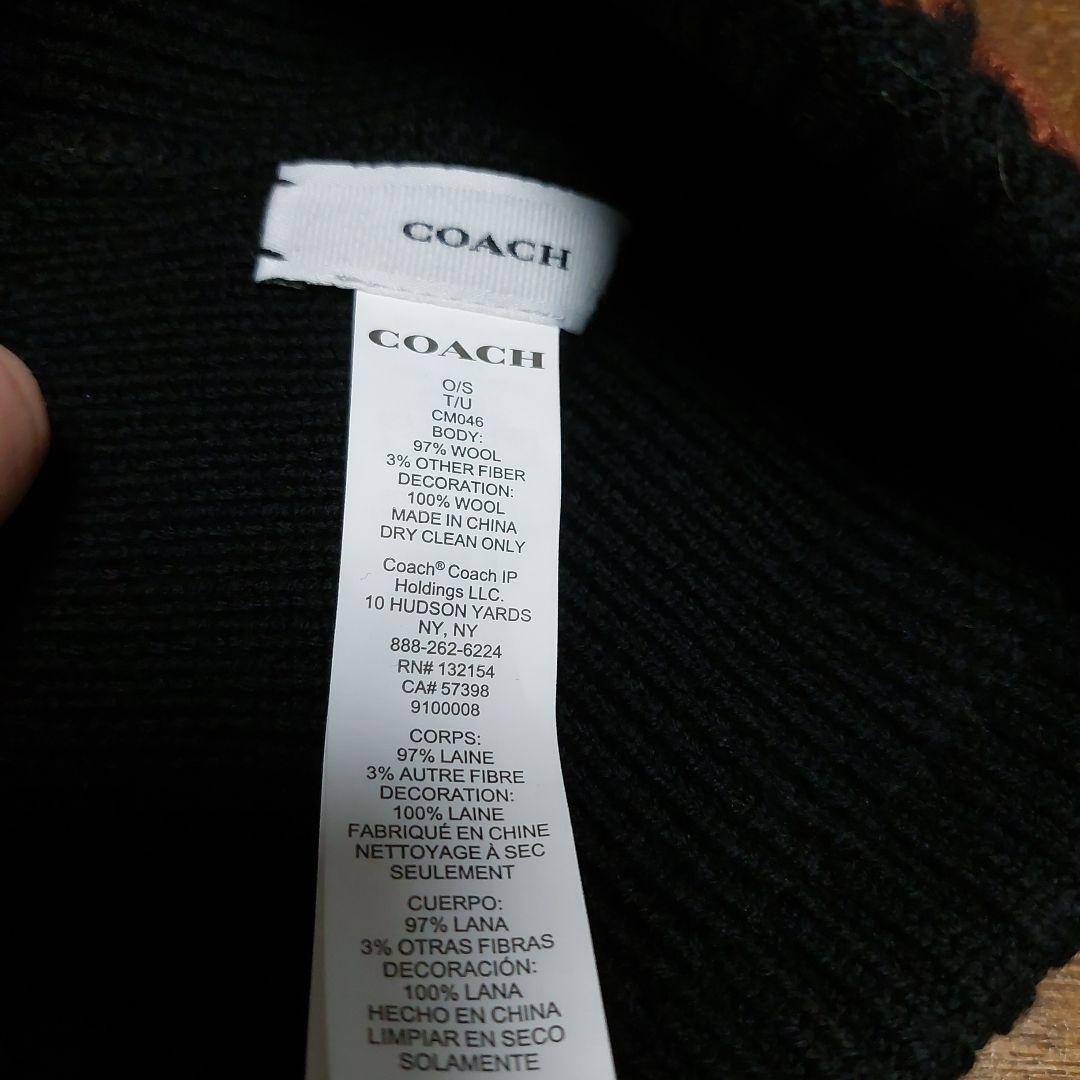 COACH
COACH
O/S
T/U
CM046
BODY:
97% WOOL
3% OTHER FIBER
DECORATION:
100% WOOL
MADE IN CHINA
DRY CLEAN ONLY
Coach® Coach IP
Holdings LLC.
10 HUDSON YARDS
NY, NY
888-262-6224
RN# 132154
CA# 57398
9100008
CORPS:
97% LAINE
3% AUTRE FIBRE
DECORATION:
100% LAINE
FABRIQUÉ EN CHINE
NETTOYAGE À SEC
SEULEMENT
CUERPO:
97% LANA
3% OTRAS FIBRAS
DECORACIÓN:
100% LANA
HECHO EN CHINA
LIMPIAR EN SECO
SOLAMENTE